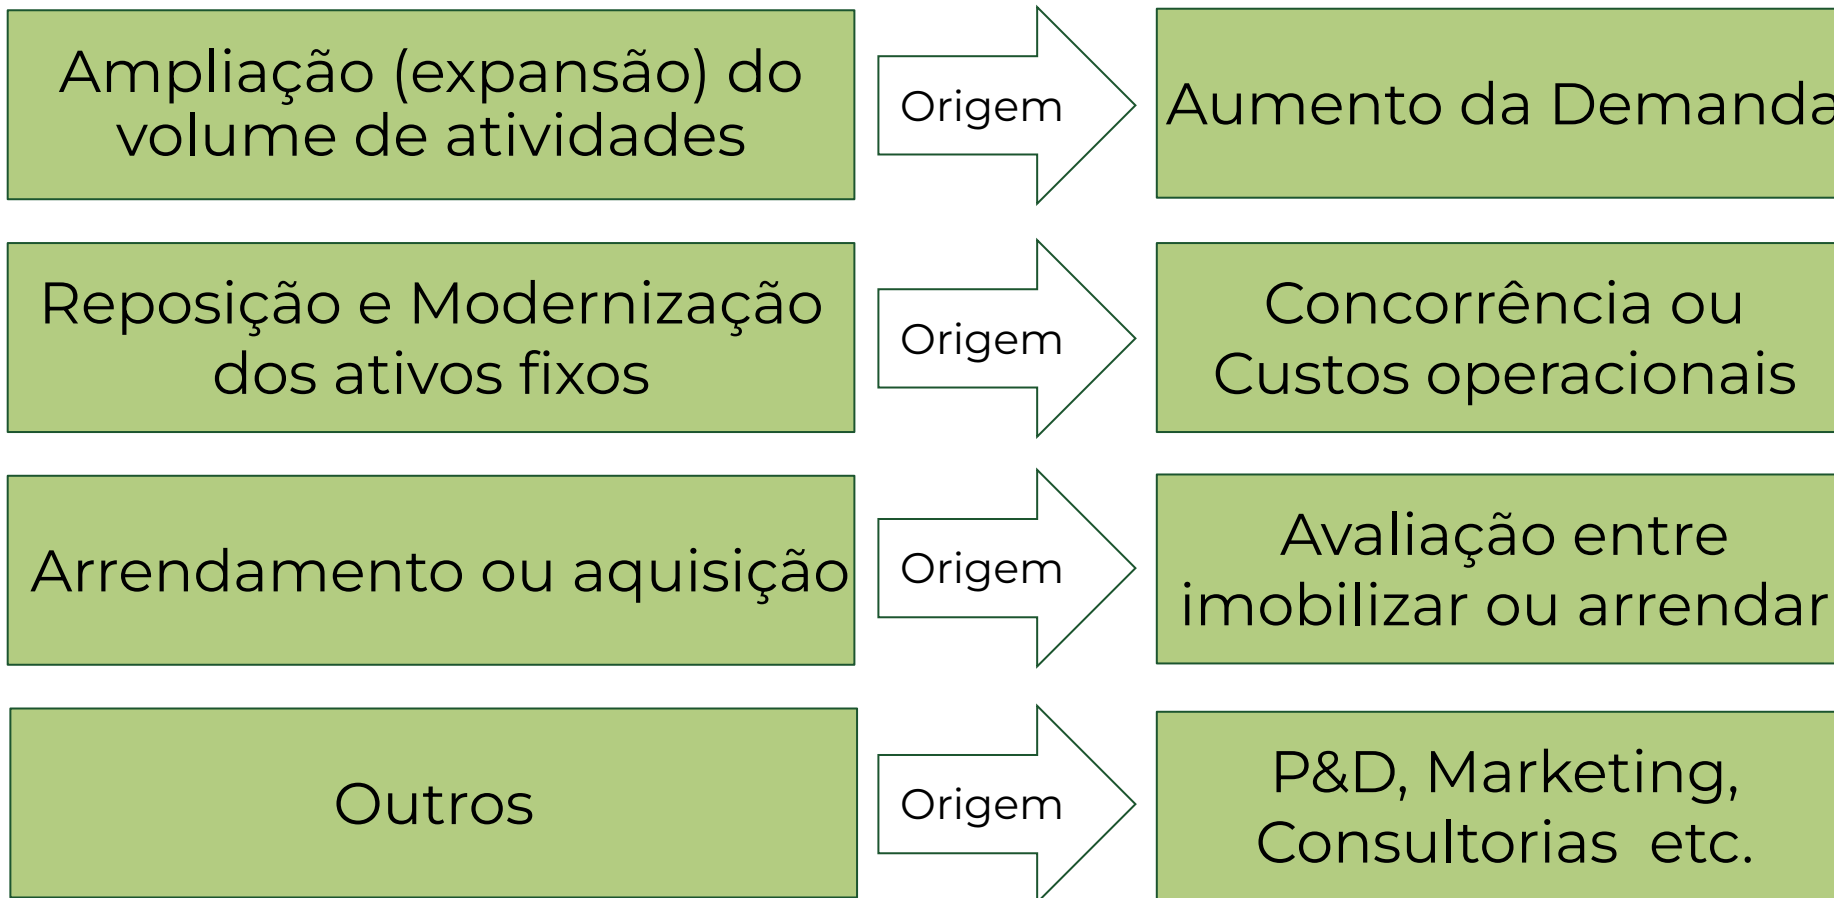 Ampliação (expansão) do
volume de atividades
Origem
Aumento da Demanda
Reposição e Modernização
dos ativos fixos
Origem
Concorrência ou
Custos operacionais
Arrendamento ou aquisição
Origem
Avaliação entre
imobilizar ou arrendar
Outros
Origem
P&D, Marketing,
Consultorias etc.